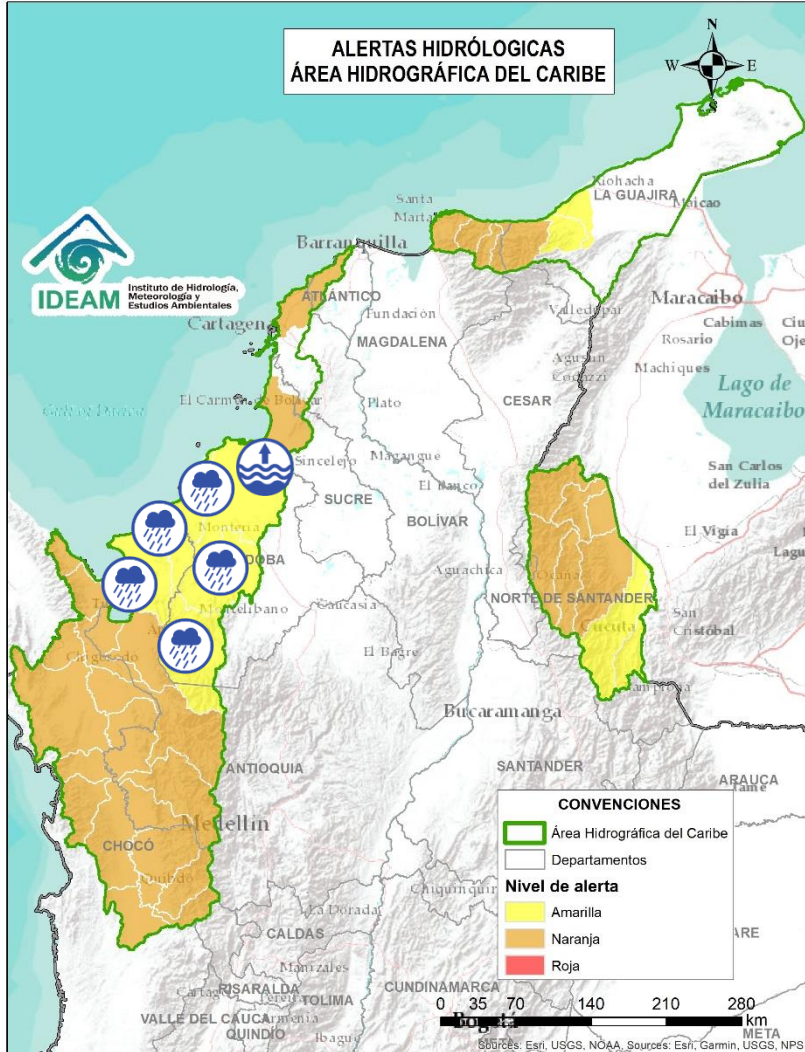 ALERTAS HIDRÓLOGICAS
ÁREA HIDROGRÁFICA DEL CARIBE
N
W
E
S
IDEAM
Instituto de Hidrología,
Meteorología y
Estudios Ambientales
Santa
Marta
Riohacha
LA GUAJIRA
Maicao
Barranquilla
ATLÁNTICO
Fundación
MAGDALENA
Valledupar
Maracaibo
Cabimas
Rosario
Machiques
Lago de
Maracaibo
Agustín
Codazzi
CESAR
El Carmen de Bolívar
Plato
Sincelejo
Magangué
SUCRE
El Banco
BOLÍVAR
San Carlos
del Zulia
El Vigía
Montería
Montelíbano
Caucasia
Aguachica
Ocaña
NORTE DE SANTANDER
Cúcuta
San
Cristóbal
El Bagre
Bucaramanga
ANTIOQUIA
SANTANDER
ARAUCA
Medellín
CHOCÓ
Quibdó
La Dorada
CALDAS
Manizales
RISARALDA
Pereira
TOLIMA
CUNDINAMARCA
VALLE DEL CAUCA
Armenia
QUINDÍO
Ibagué
Bogotá
META
CONVENCIONES
Área Hidrográfica del Caribe
Departamentos
Nivel de alerta
Amarilla
Naranja
Roja
0 35 70 140 210 280
km
Sources: Esri, USGS, NOAA, Sources: Esri, Garmin, USGS, NPS